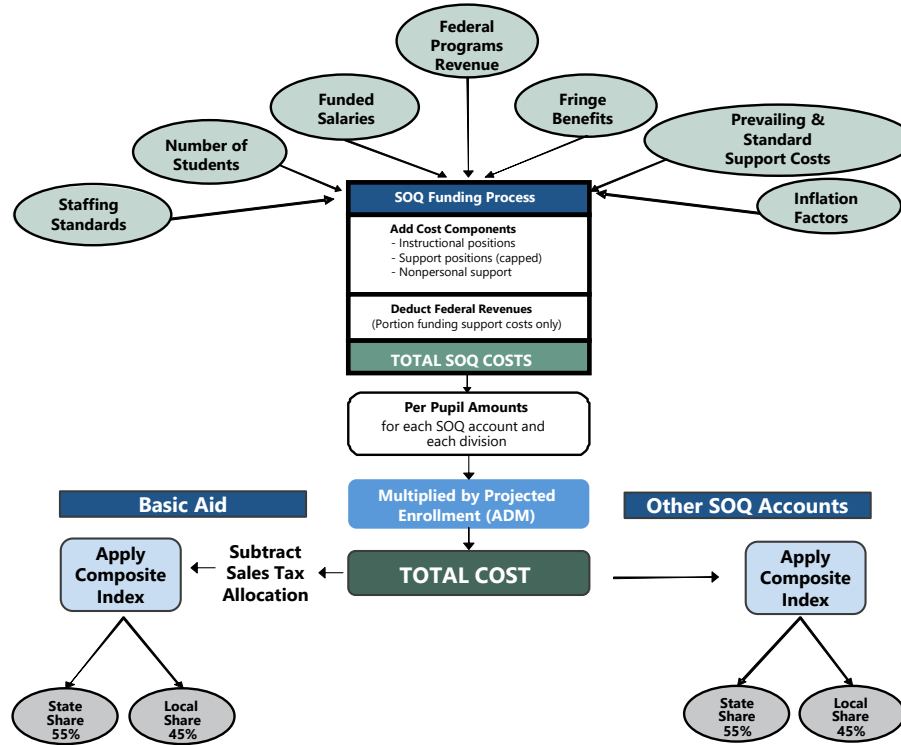 Federal
Programs
Revenue
Funded
Salaries
Fringe
Benefits
Number of
Students
Prevailing &
Standard
Support Costs
Staffing
Standards
Inflation
Factors
SOQ Funding Process
Add Cost Components
- Instructional positions
- Support positions (capped)
- Nonpersonal support
Deduct Federal Revenues
(Portion funding support costs only)
TOTAL SOQ COSTS
Per Pupil Amounts
for each SOQ account and
each division
Multiplied by Projected
Enrollment (ADM)
TOTAL COST
Basic Aid
Subtract
Sales Tax
Allocation
Apply
Composite
Index
State
Share
55%
Local
Share
45%
Other SOQ Accounts
Apply
Composite
Index
State
Share
55%
Local
Share
45%